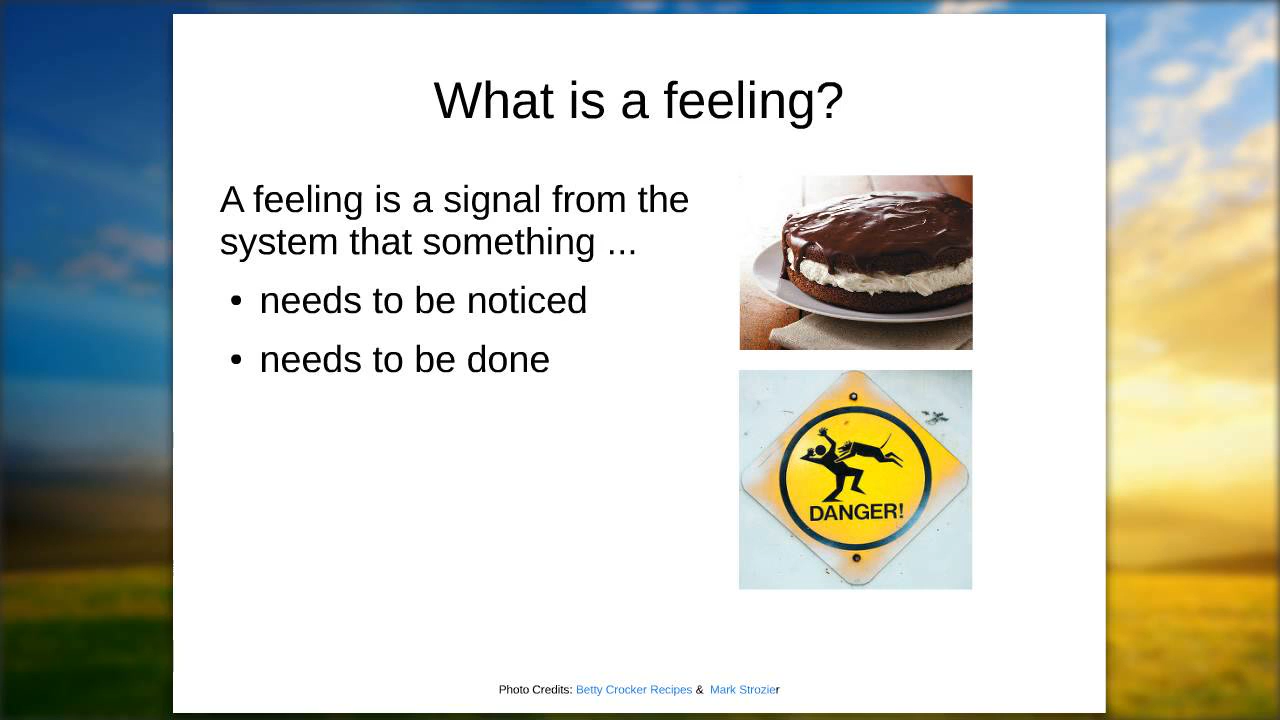 What is a feeling?
A feeling is a signal from the
system that something ...
• needs to be noticed
• needs to be done
DANGER!
Photo Credits: Betty Crocker Recipes & Mark Strozier